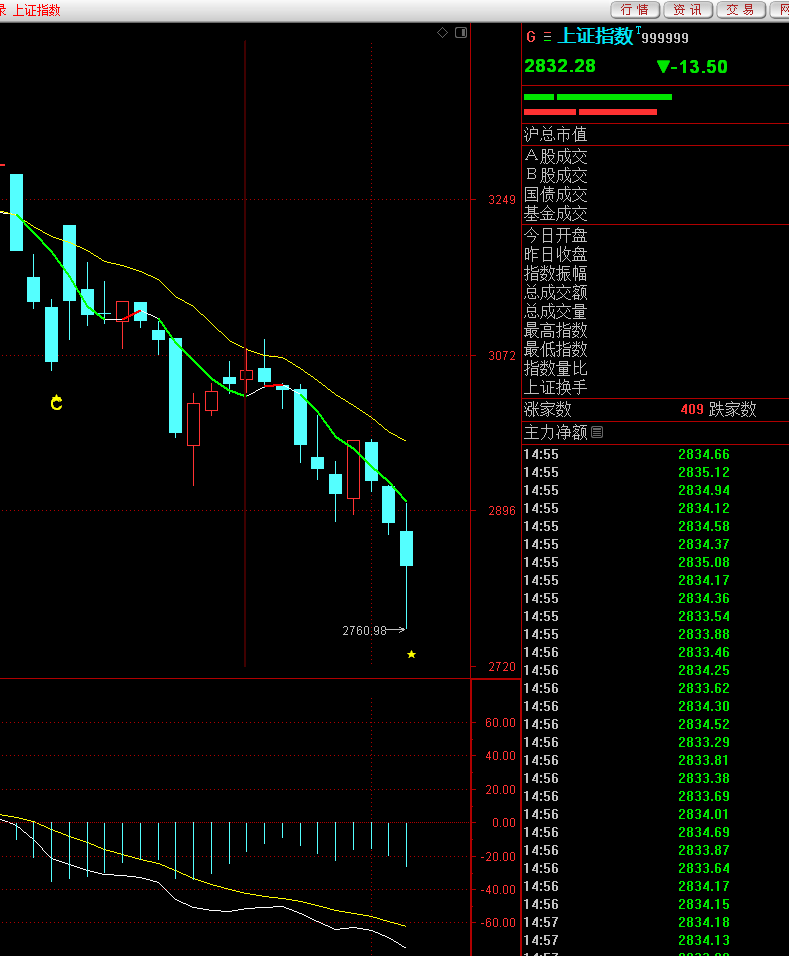 录 上证指数
行情 资讯 交易 网
G 上证指数 T 999999
2832.28 ▼-13.50
沪总市值
A股成交
B股成交
国债成交
基金成交
今日开盘
昨日收盘
指数振幅
总成交额
总成交量
最高指数
最低指数
指数量比
上证换手
涨家数 409 跌家数
主力净额
3249
3072
2896
2760.98
2720
C
60.00
40.00
20.00
0.00
-20.00
-40.00
-60.00
14:55 2834.66
14:55 2835.12
14:55 2834.94
14:55 2834.12
14:55 2834.58
14:55 2834.37
14:55 2835.08
14:55 2834.17
14:55 2834.36
14:55 2833.54
14:55 2833.88
14:56 2833.46
14:56 2834.25
14:56 2833.62
14:56 2834.30
14:56 2834.52
14:56 2833.29
14:56 2833.81
14:56 2833.38
14:56 2833.69
14:56 2834.01
14:56 2834.69
14:56 2833.87
14:56 2833.64
14:56 2834.17
14:56 2834.15
14:57 2834.18
14:57 2834.13